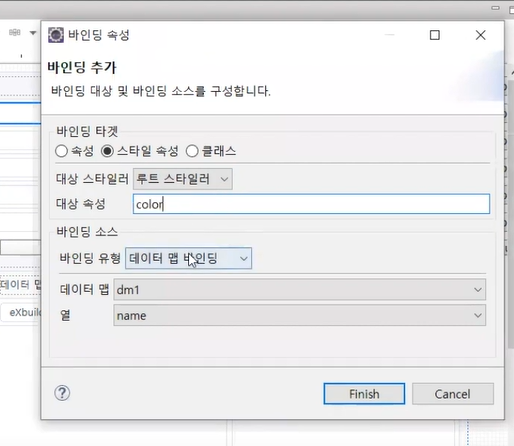 바인딩 속성
바인딩 추가
바인딩 대상 및 바인딩 소스를 구성합니다.
바인딩 타겟
속성 스타일 속성 클래스
대상 스타일러 루트 스타일러
대상 속성 color
바인딩 소스
바인딩 유형 데이터 맵 바인딩
데이터 맵 dm1
열 name
데이터 맵
eXbuil
Finish Cancel